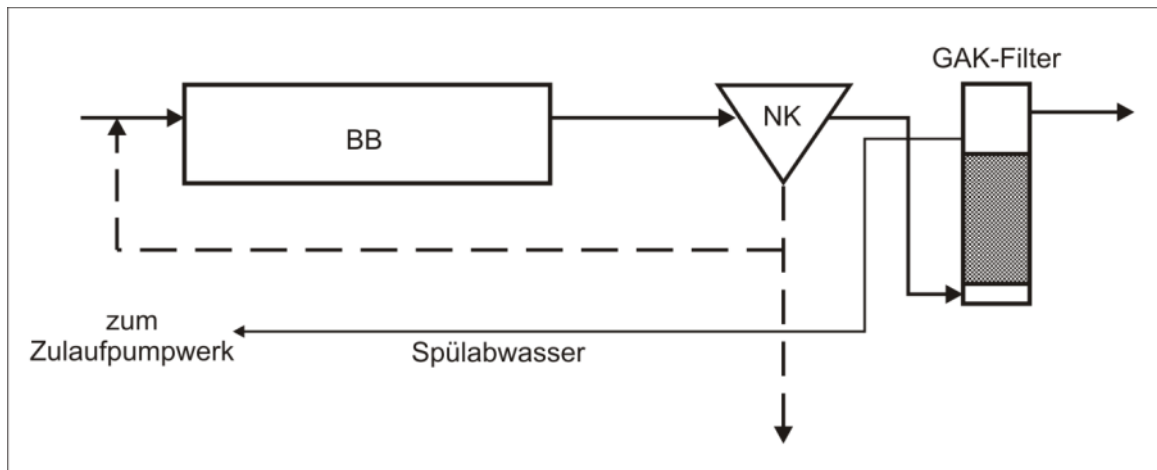 GAK-Filter
BB
NK
zum
Zulaufpumpwerk
Spülabwasser